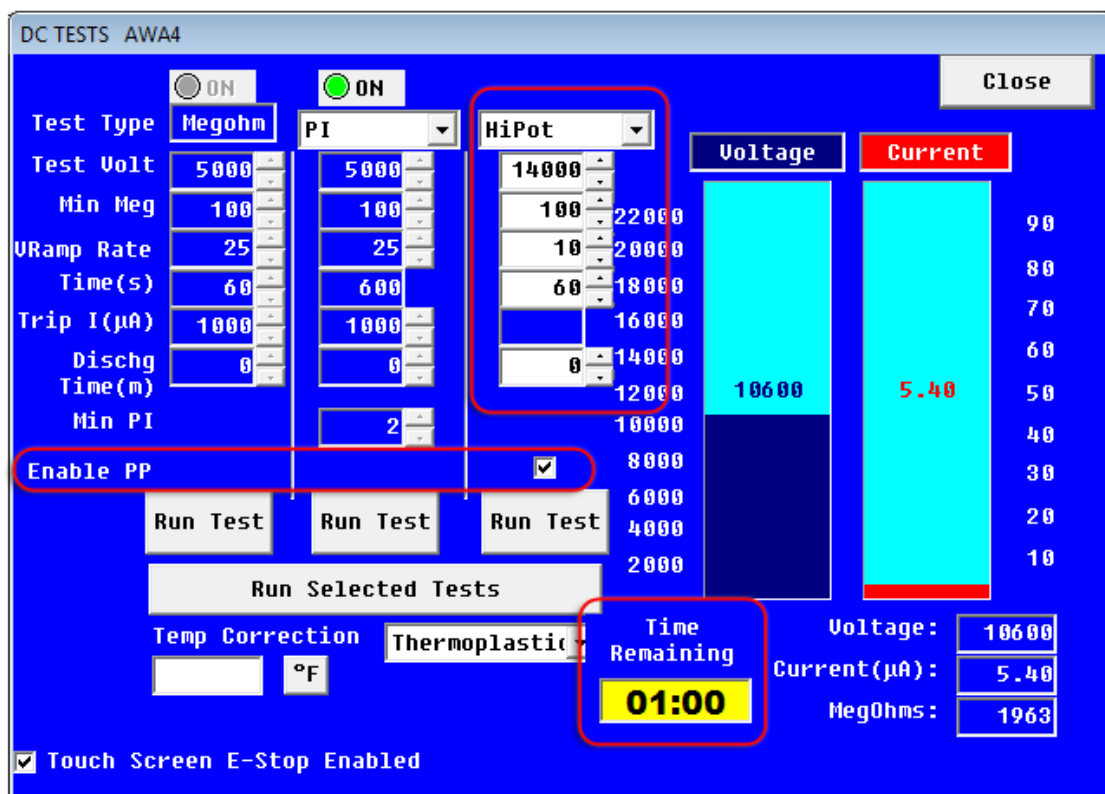 DC TESTS AWA4
Close
ON ON
Test Type Megohm PI HiPot
Voltage Current
Test Volt 5000 5000 14000
Min Meg 100 100 100
VRamp Rate 25 25 10
Time(s) 60 600 60
Trip I(µA) 1000 1000
Dischg Time(m) 0 0 0
Min PI 2
Enable PP
22000
20000
18000
16000
14000
12000
10000
8000
6000
4000
2000
10600
5.40
90
80
70
60
50
40
30
20
10
Run Test Run Test Run Test
Run Selected Tests
Temp Correction Thermoplastic
°F
Time
Remaining
01:00
Voltage: 10600
Current(µA): 5.40
MegOhms: 1963
Touch Screen E-Stop Enabled